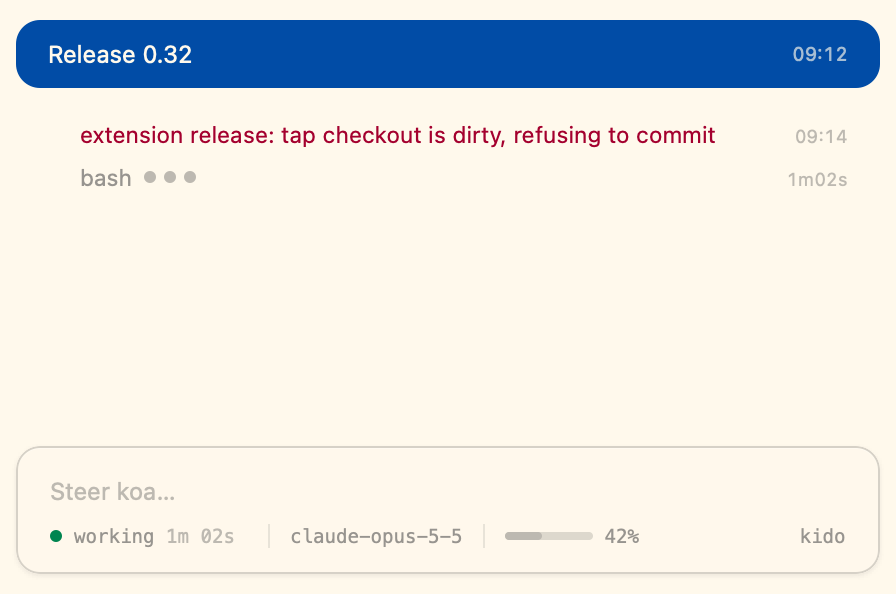 Release 0.32 09:12
extension release: tap checkout is dirty, refusing to commit 09:14
bash 1m02s
Steer koa...
working 1m 02s claude-opus-5-5 42% kido